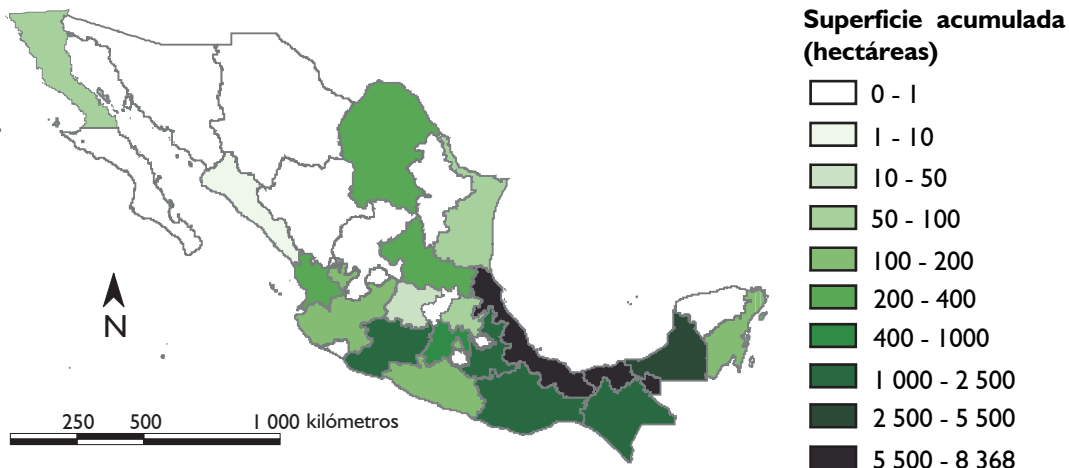 Superficie acumulada
(hectáreas)
0 - 1
1 - 10
10 - 50
50 - 100
100 - 200
200 - 400
400 - 1000
1 000 - 2 500
2 500 - 5 500
5 500 - 8 368
N
250 500 1 000 kilómetros